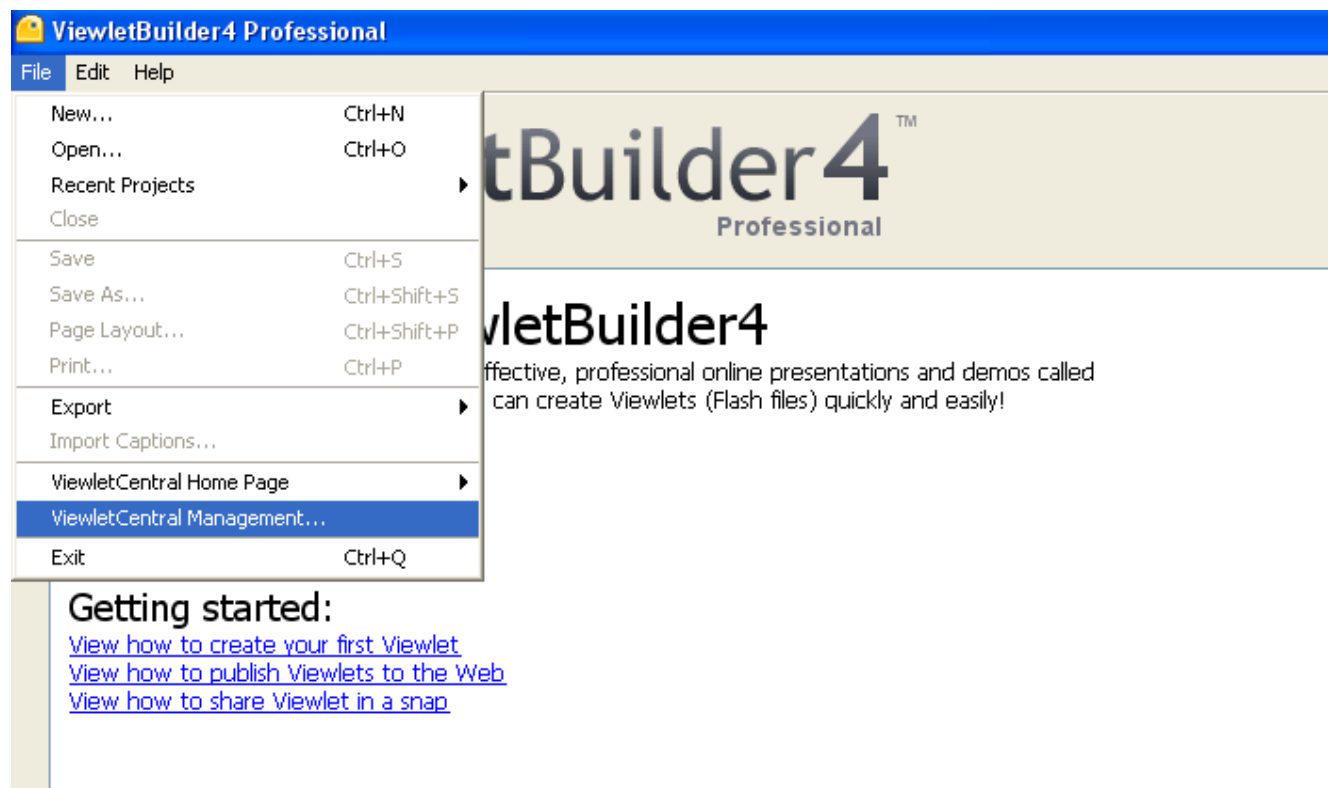 ViewletBuilder4 Professional
File Edit Help
New... Ctrl+N
Open... Ctrl+O
Recent Projects
Close
Save Ctrl+S
Save As... Ctrl+Shift+S
Page Layout... Ctrl+Shift+P
Print... Ctrl+P
Export
Import Captions...
ViewletCentral Home Page
ViewletCentral Management...
Exit Ctrl+Q
tBuilder4™
Professional
letBuilder4
ffective, professional online presentations and demos called
can create Viewlets (Flash files) quickly and easily!
Getting started:
View how to create your first Viewlet
View how to publish Viewlets to the Web
View how to share Viewlet in a snap